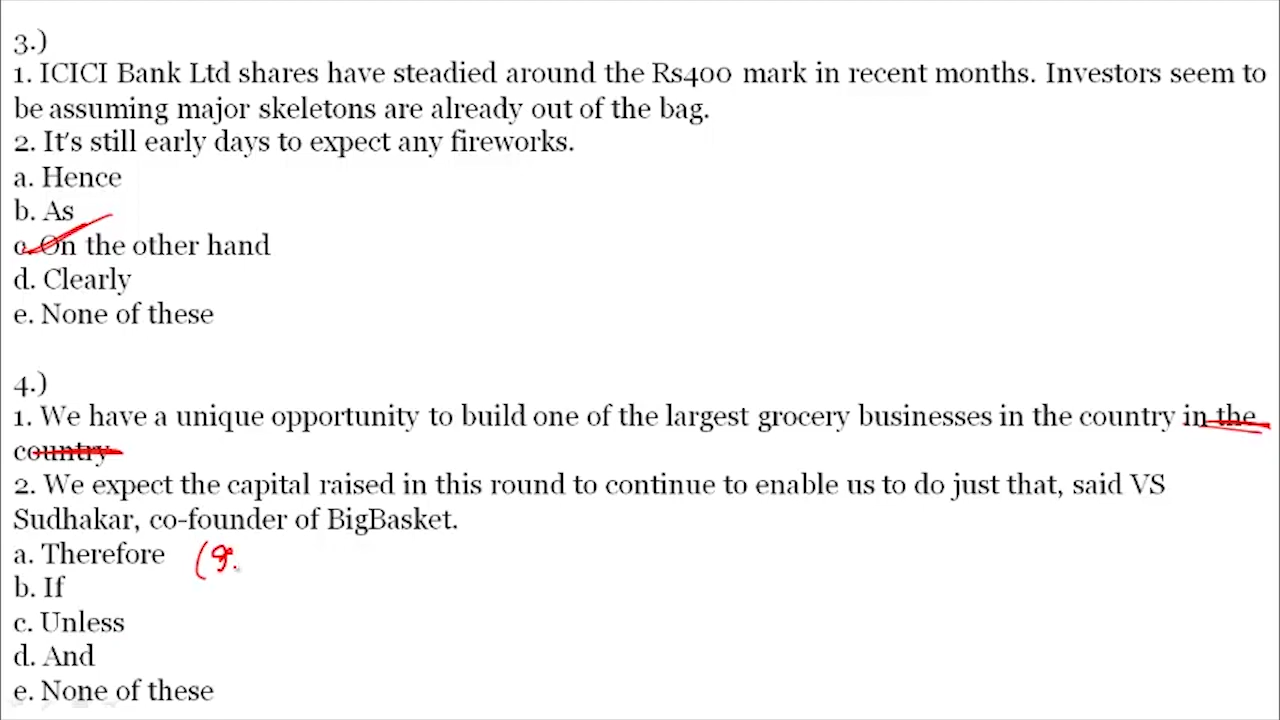 3.)
1. ICICI Bank Ltd shares have steadied around the Rs400 mark in recent months. Investors seem to
be assuming major skeletons are already out of the bag.
2. It's still early days to expect any fireworks.
a. Hence
b. As
c. On the other hand
d. Clearly
e. None of these
4.)
1. We have a unique opportunity to build one of the largest grocery businesses in the country in the
country
2. We expect the capital raised in this round to continue to enable us to do just that, said VS
Sudhakar, co-founder of BigBasket.
a. Therefore
b. If
c. Unless
d. And
e. None of these